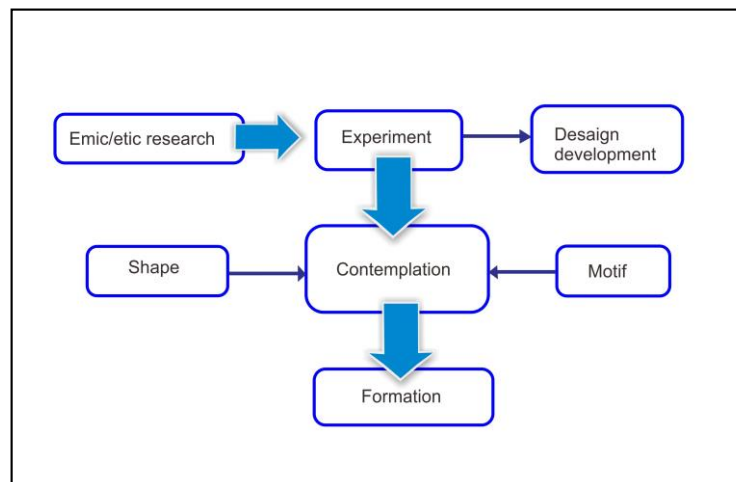 Emic/etic research
Experiment
Desaign
development
Shape
Contemplation
Motif
Formation